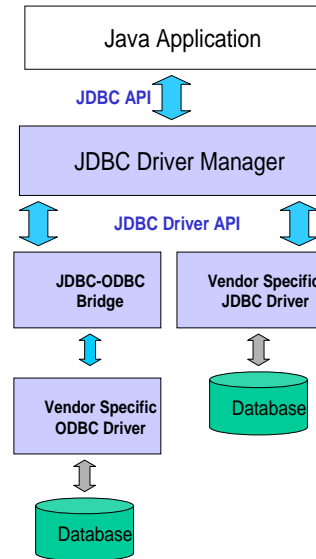 Java Application
JDBC API
JDBC Driver Manager
JDBC Driver API
JDBC-ODBC
Bridge
Vendor Specific
JDBC Driver
Vendor Specific
ODBC Driver
Database
Database